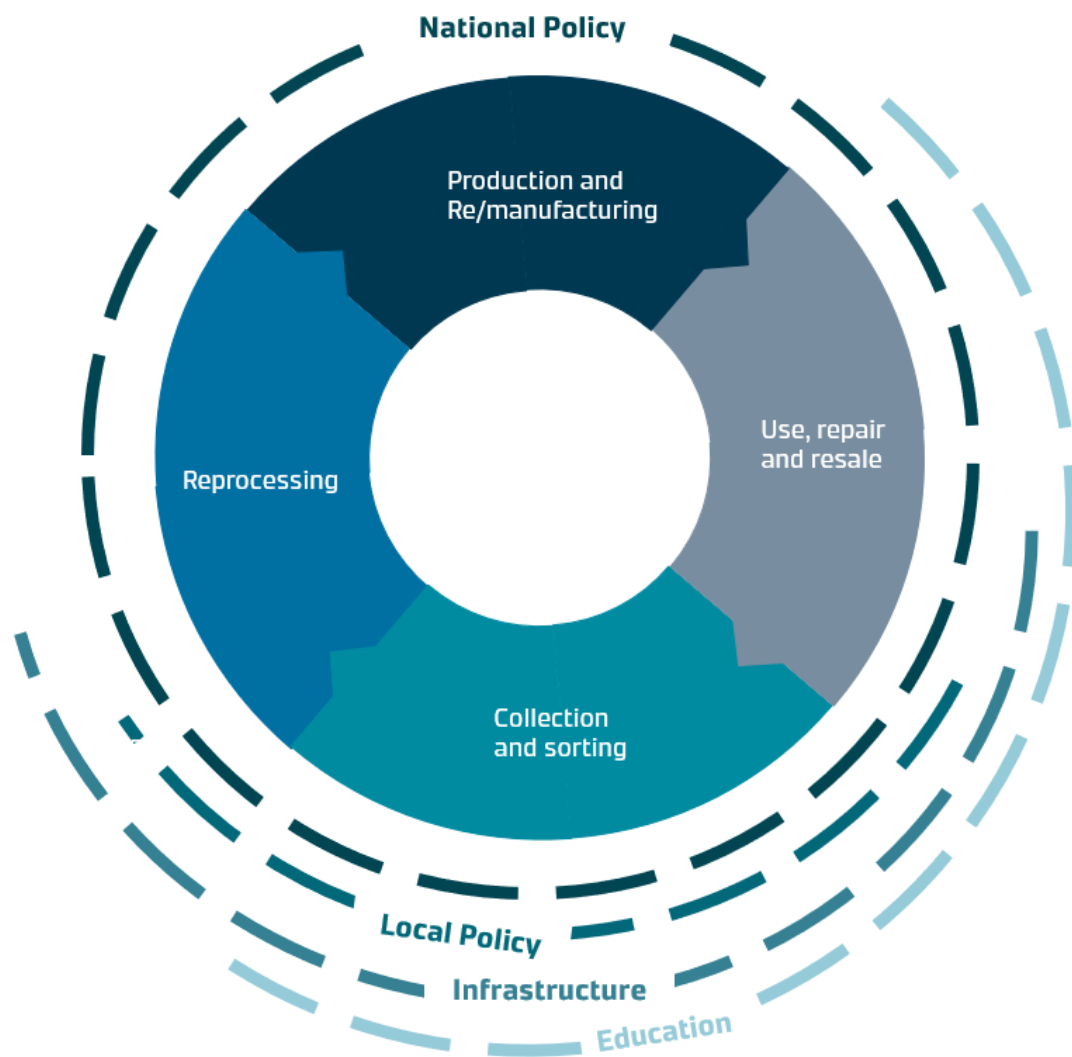 National Policy
Production and
Re/manufacturing
Use, repair
and resale
Reprocessing
Collection
and sorting
Local Policy
Infrastructure
Education